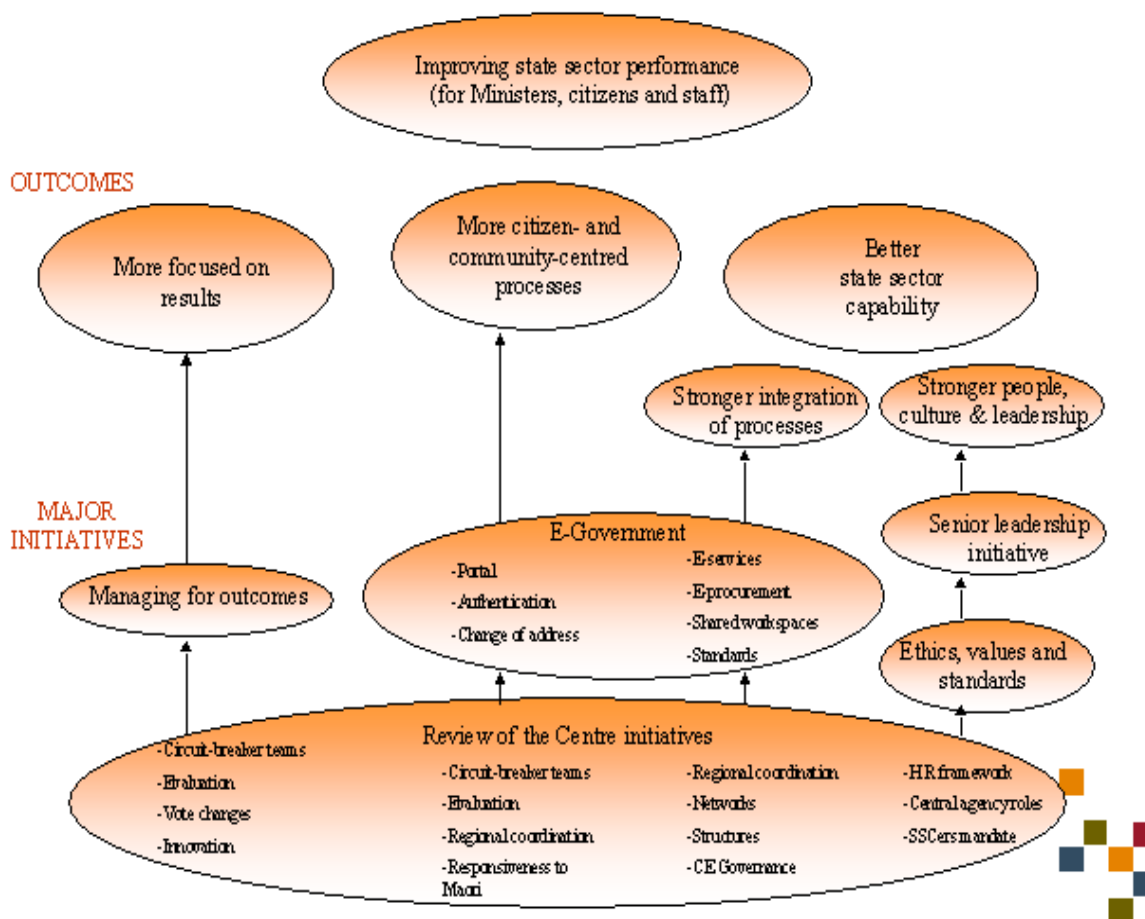 Improving state sector performance
(for Ministers, citizens and staff)
OUTCOMES
More focused on
results
More citizen- and
community-centred
processes
Better
state sector
capability
Stronger integration
of processes
Stronger people,
culture & leadership
MAJOR
INITIATIVES
Managing for outcomes
E-Government
-Portal
-Authentication
-Change of address
-E-services
-E-procurement
-Shared workspaces
-Standards
Senior leadership
initiative
Ethics, values and
standards
Review of the Centre initiatives
-Circuit-breaker teams
-Evaluation
-Vote changes
-Innovation
-Circuit-breaker teams
-Evaluation
-Regional coordination
-Responsiveness to
Maori
-Regional coordination
-Networks
-Structures
-CE Governance
-HR framework
-Central agency roles
-SSCers mandate